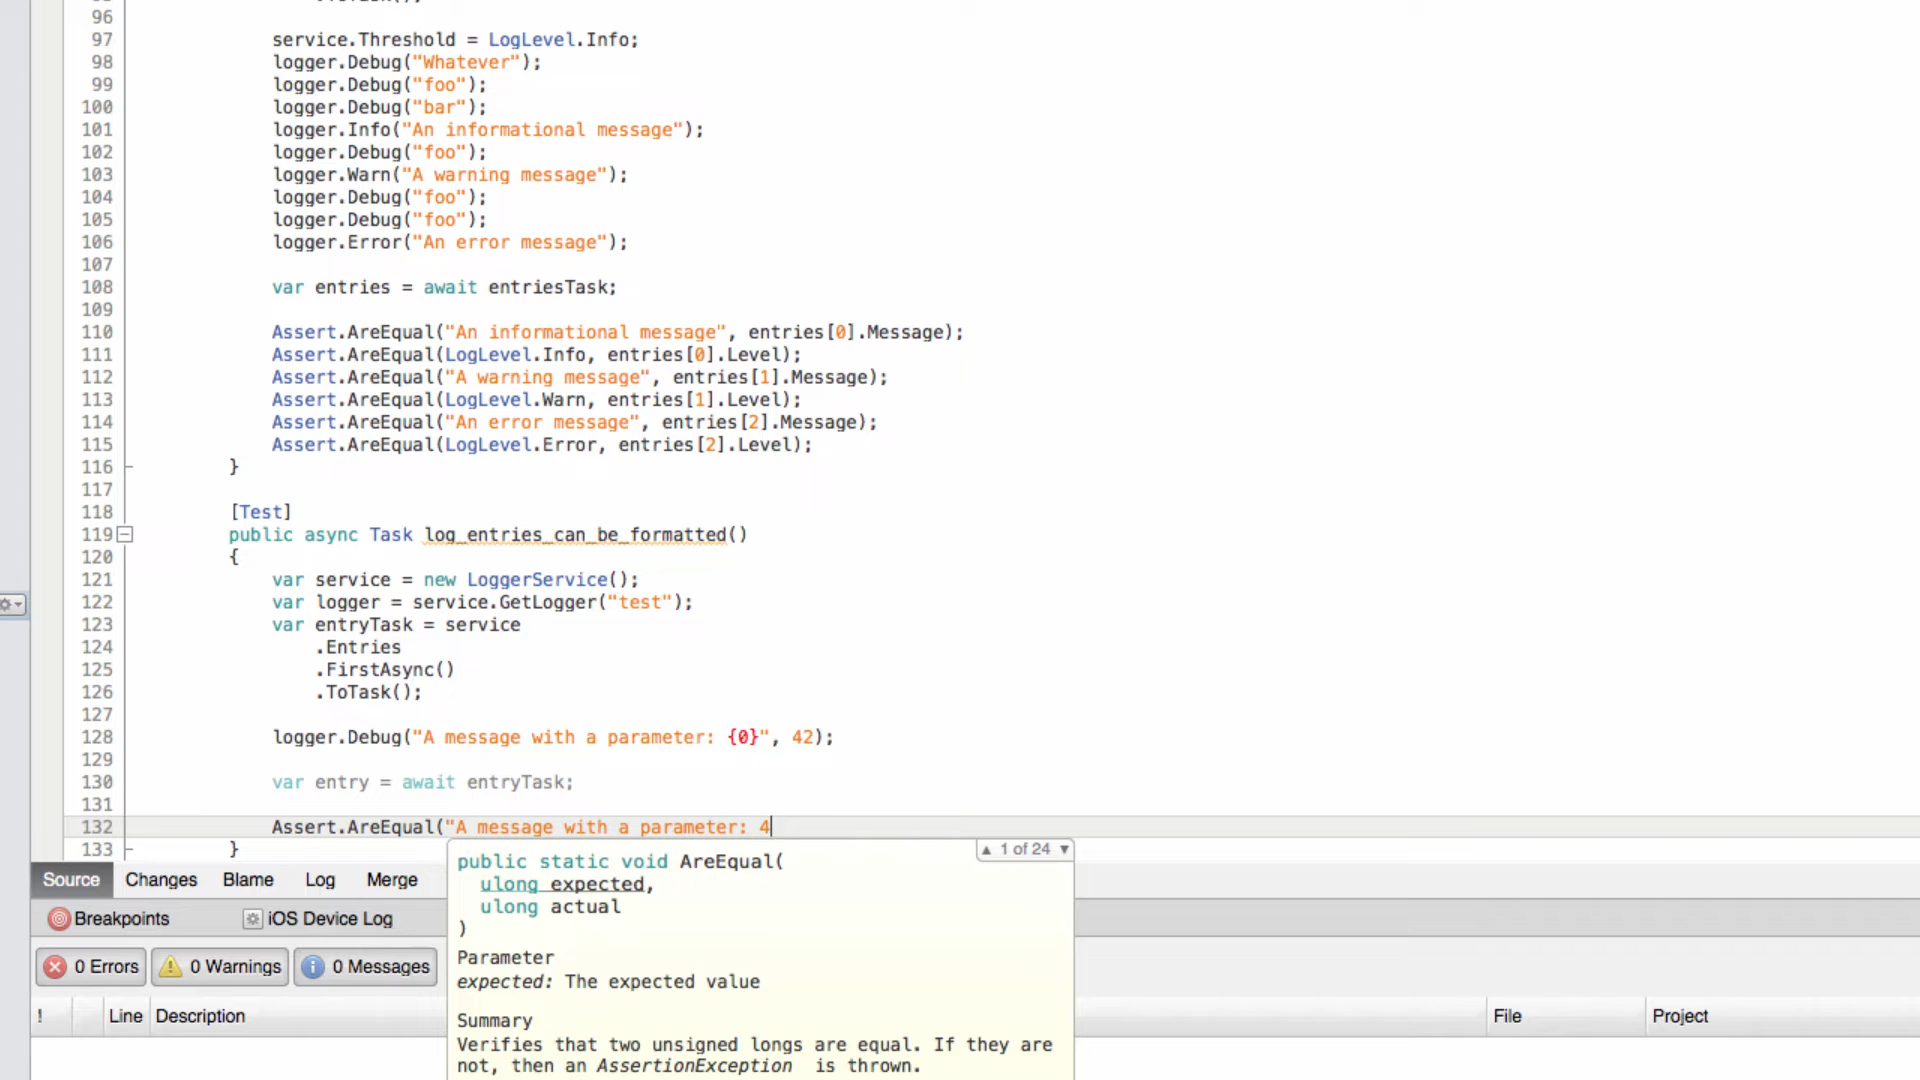 96
97 service.Threshold = LogLevel.Info;
98 logger.Debug("Whatever");
99 logger.Debug("foo");
100 logger.Debug("bar");
101 logger.Info("An informational message");
102 logger.Debug("foo");
103 logger.Warn("A warning message");
104 logger.Debug("foo");
105 logger.Debug("foo");
106 logger.Error("An error message");
107
108 var entries = await entriesTask;
109
110 Assert.AreEqual("An informational message", entries[0].Message);
111 Assert.AreEqual(LogLevel.Info, entries[0].Level);
112 Assert.AreEqual("A warning message", entries[1].Message);
113 Assert.AreEqual(LogLevel.Warn, entries[1].Level);
114 Assert.AreEqual("An error message", entries[2].Message);
115 Assert.AreEqual(LogLevel.Error, entries[2].Level);
116 }
117
118 [Test]
119 public async Task log_entries_can_be_formatted()
120 {
121 var service = new LoggerService();
122 var logger = service.GetLogger("test");
123 var entryTask = service
124 .Entries
125 .FirstAsync()
126 .ToTask();
127
128 logger.Debug("A message with a parameter: {0}", 42);
129
130 var entry = await entryTask;
131
132 Assert.AreEqual("A message with a parameter: 4
133 }
▲ 1 of 24 ▼
public static void AreEqual(
ulong expected,
ulong actual
)
Parameter
expected: The expected value
Summary
Verifies that two unsigned longs are equal. If they are
not, then an AssertionException is thrown.
Source Changes Blame Log Merge
Breakpoints iOS Device Log
0 Errors 0 Warnings 0 Messages
! Line Description File Project